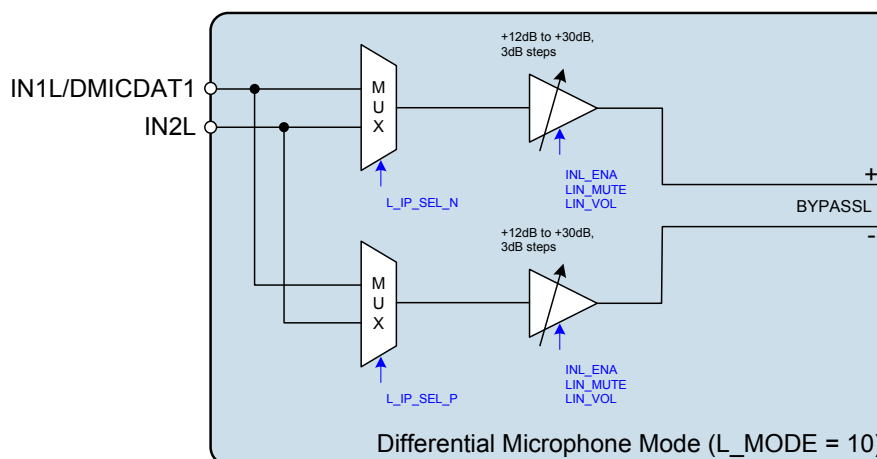 +12dB to +30dB,
3dB steps
IN1L/DMICDAT1
IN2L
M
U
X
L_IP_SEL_N
INL_ENA
LIN_MUTE
LIN_VOL
+
BYPASSL
-
+12dB to +30dB,
3dB steps
M
U
X
L_IP_SEL_P
INL_ENA
LIN_MUTE
LIN_VOL
Differential Microphone Mode (L_MODE = 10)